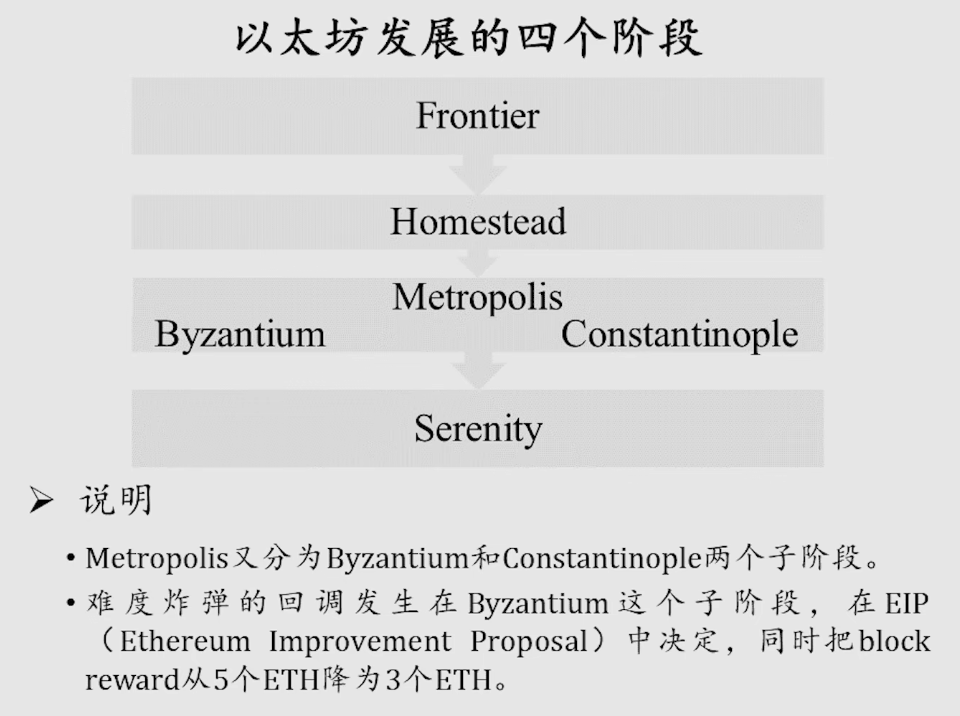 以太坊发展的四个阶段
Frontier
Homestead
Metropolis
Byzantium Constantinople
Serenity
➢ 说明
• Metropolis又分为Byzantium和Constantinople两个子阶段。
• 难度炸弹的回调发生在Byzantium这个子阶段，在EIP
（Ethereum Improvement Proposal）中决定，同时把block
reward从5个ETH降为3个ETH。